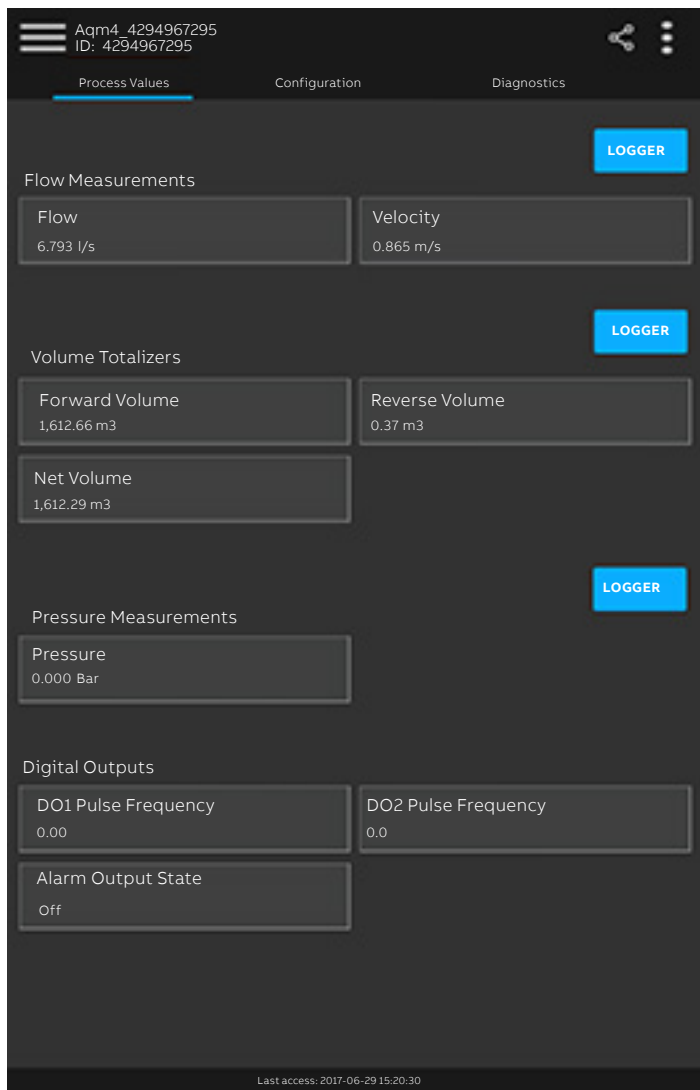 Aqm4_4294967295
ID: 4294967295
Process Values Configuration Diagnostics
LOGGER
Flow Measurements
Flow Velocity
6.793 l/s 0.865 m/s
LOGGER
Volume Totalizers
Forward Volume Reverse Volume
1,612.66 m3 0.37 m3
Net Volume
1,612.29 m3
LOGGER
Pressure Measurements
Pressure
0.000 Bar
Digital Outputs
DO1 Pulse Frequency DO2 Pulse Frequency
0.00 0.0
Alarm Output State
Off
Last access: 2017-06-29 15:20:30